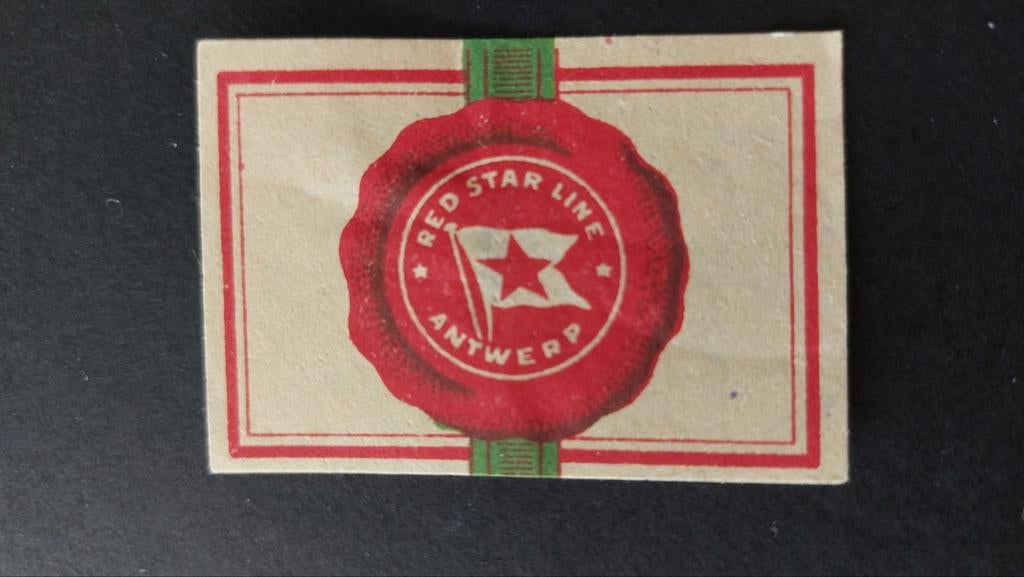 RED STAR LINE
ANTWERP